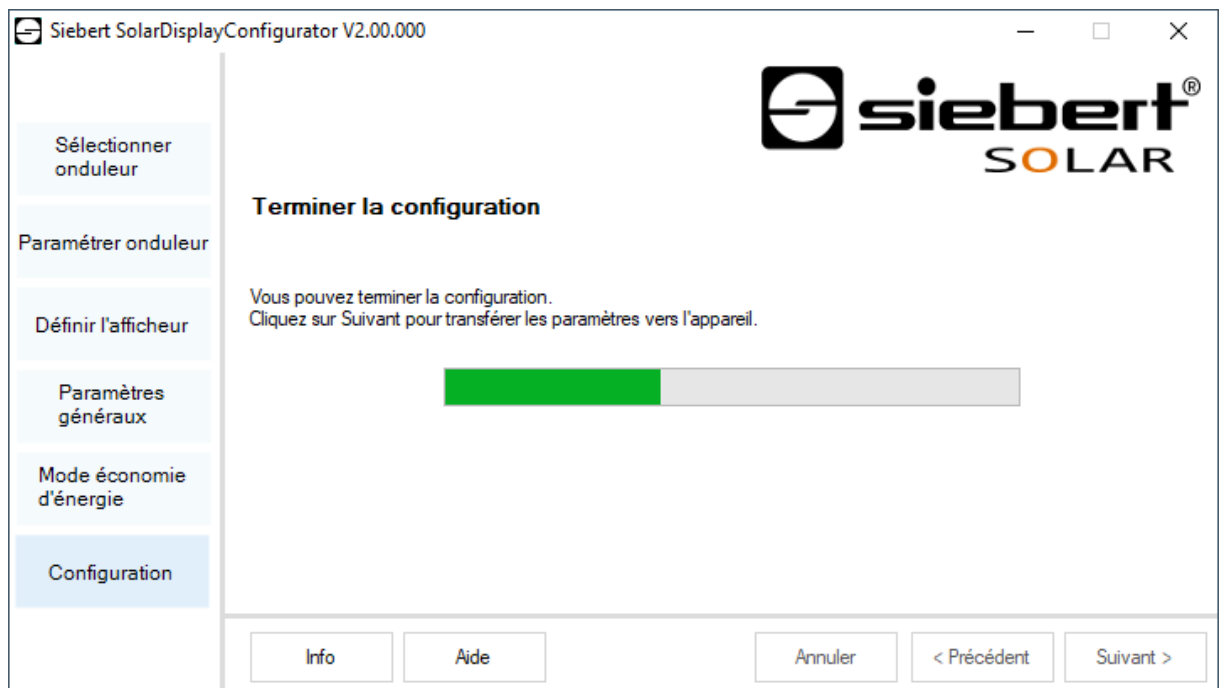 Siebert SolarDisplayConfigurator V2.00.000
siebert®
SOLAR
Sélectionner
onduleur
Paramétrer onduleur
Définir l'afficheur
Paramètres
généraux
Mode économie
d'énergie
Configuration
Terminer la configuration
Vous pouvez terminer la configuration.
Cliquez sur Suivant pour transférer les paramètres vers l'appareil.
Info
Aide
Annuler
< Précédent
Suivant >